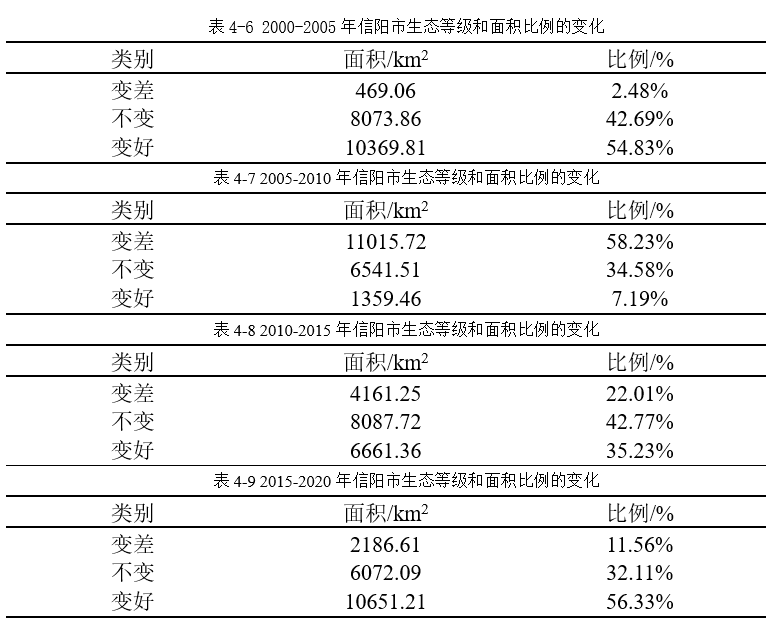 表 4-6 2000-2005 年信阳市生态等级和面积比例的变化
类别 面积/km² 比例/%
变差 469.06 2.48%
不变 8073.86 42.69%
变好 10369.81 54.83%
表 4-7 2005-2010 年信阳市生态等级和面积比例的变化
类别 面积/km² 比例/%
变差 11015.72 58.23%
不变 6541.51 34.58%
变好 1359.46 7.19%
表 4-8 2010-2015 年信阳市生态等级和面积比例的变化
类别 面积/km² 比例/%
变差 4161.25 22.01%
不变 8087.72 42.77%
变好 6661.36 35.23%
表 4-9 2015-2020 年信阳市生态等级和面积比例的变化
类别 面积/km² 比例/%
变差 2186.61 11.56%
不变 6072.09 32.11%
变好 10651.21 56.33%